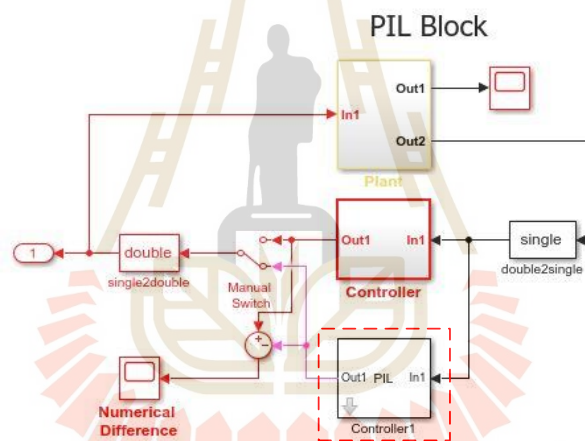 PIL Block
Out1
In1
Out2
Plant
1
double
single2double
Manual
Switch
Out1
In1
Controller
single
double2single
+
-
Out1
PIL
In1
Controller1
Numerical
Difference